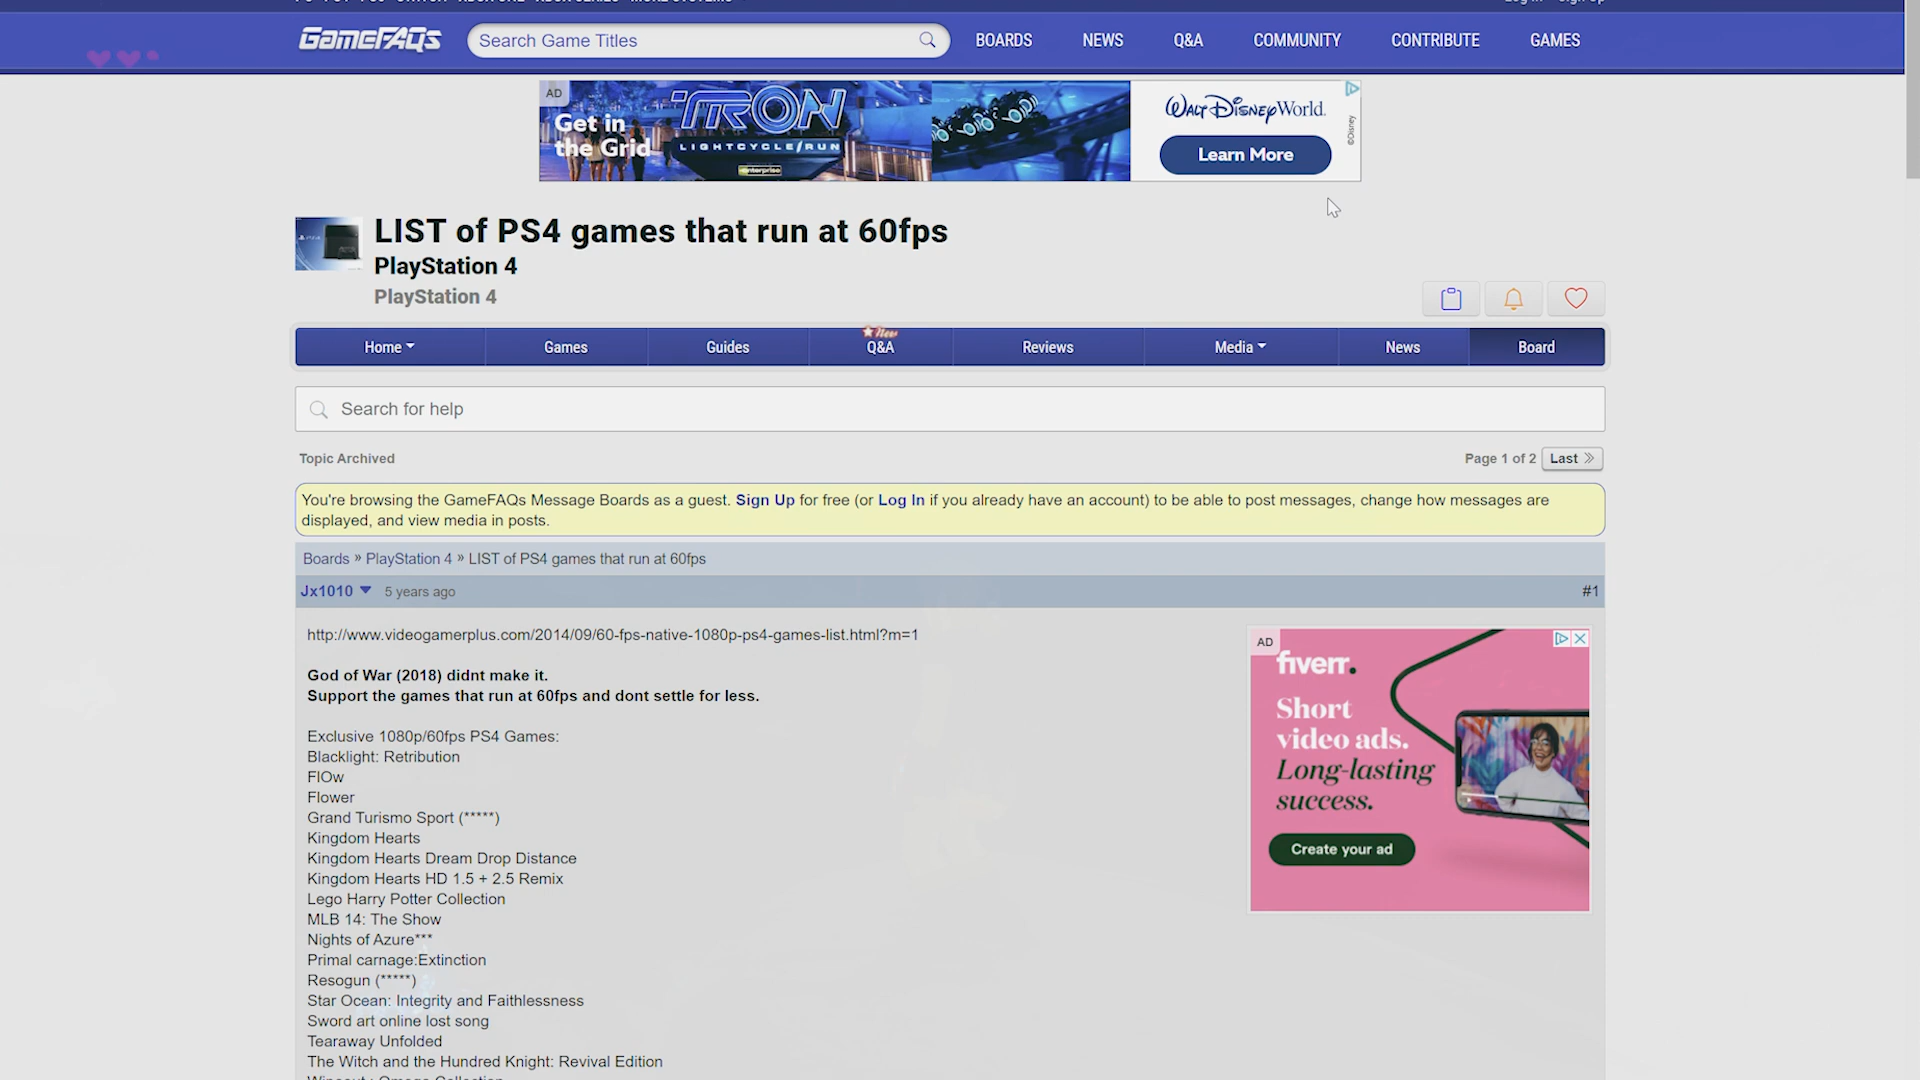 GameFAQs
Search Game Titles
BOARDS
NEWS
Q&A
COMMUNITY
CONTRIBUTE
GAMES
AD
Get in
the Grid
TRON
LIGHTCYCLE/RUN
enterprise
Walt Disney World.
Learn More
©Disney
LIST of PS4 games that run at 60fps
PlayStation 4
PlayStation 4
Home
Games
Guides
New
Q&A
Reviews
Media
News
Board
Search for help
Topic Archived
Page 1 of 2
Last
You're browsing the GameFAQs Message Boards as a guest. Sign Up for free (or Log In if you already have an account) to be able to post messages, change how messages are
displayed, and view media in posts.
Boards » PlayStation 4 » LIST of PS4 games that run at 60fps
Jx1010 5 years ago #1
http://www.videogamerplus.com/2014/09/60-fps-native-1080p-ps4-games-list.html?m=1
God of War (2018) didnt make it.
Support the games that run at 60fps and dont settle for less.
Exclusive 1080p/60fps PS4 Games:
Blacklight: Retribution
FlOw
Flower
Grand Turismo Sport (*****)
Kingdom Hearts
Kingdom Hearts Dream Drop Distance
Kingdom Hearts HD 1.5 + 2.5 Remix
Lego Harry Potter Collection
MLB 14: The Show
Nights of Azure***
Primal carnage:Extinction
Resogun (*****)
Star Ocean: Integrity and Faithlessness
Sword art online lost song
Tearaway Unfolded
The Witch and the Hundred Knight: Revival Edition
AD
fiverr.
Short
video ads.
Long-lasting
success.
Create your ad